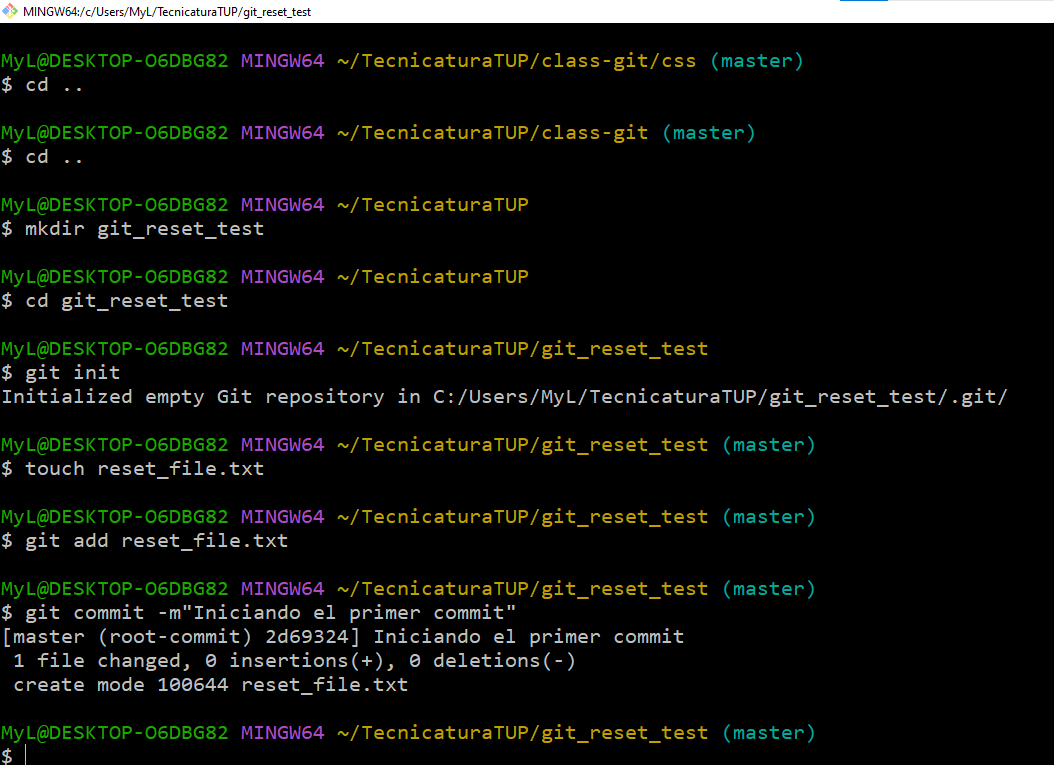 MINGW64:/c/Users/MyL/TecnicaturaTUP/git_reset_test
MyL@DESKTOP-O6DBG82 MINGW64 ~/TecnicaturaTUP/class-git/css (master)
$ cd ..
MyL@DESKTOP-O6DBG82 MINGW64 ~/TecnicaturaTUP/class-git (master)
$ cd ..
MyL@DESKTOP-O6DBG82 MINGW64 ~/TecnicaturaTUP
$ mkdir git_reset_test
MyL@DESKTOP-O6DBG82 MINGW64 ~/TecnicaturaTUP
$ cd git_reset_test
MyL@DESKTOP-O6DBG82 MINGW64 ~/TecnicaturaTUP/git_reset_test
$ git init
Initialized empty Git repository in C:/Users/MyL/TecnicaturaTUP/git_reset_test/.git/
MyL@DESKTOP-O6DBG82 MINGW64 ~/TecnicaturaTUP/git_reset_test (master)
$ touch reset_file.txt
MyL@DESKTOP-O6DBG82 MINGW64 ~/TecnicaturaTUP/git_reset_test (master)
$ git add reset_file.txt
MyL@DESKTOP-O6DBG82 MINGW64 ~/TecnicaturaTUP/git_reset_test (master)
$ git commit -m"Iniciando el primer commit"
[master (root-commit) 2d69324] Iniciando el primer commit
 1 file changed, 0 insertions(+), 0 deletions(-)
 create mode 100644 reset_file.txt
MyL@DESKTOP-O6DBG82 MINGW64 ~/TecnicaturaTUP/git_reset_test (master)
$